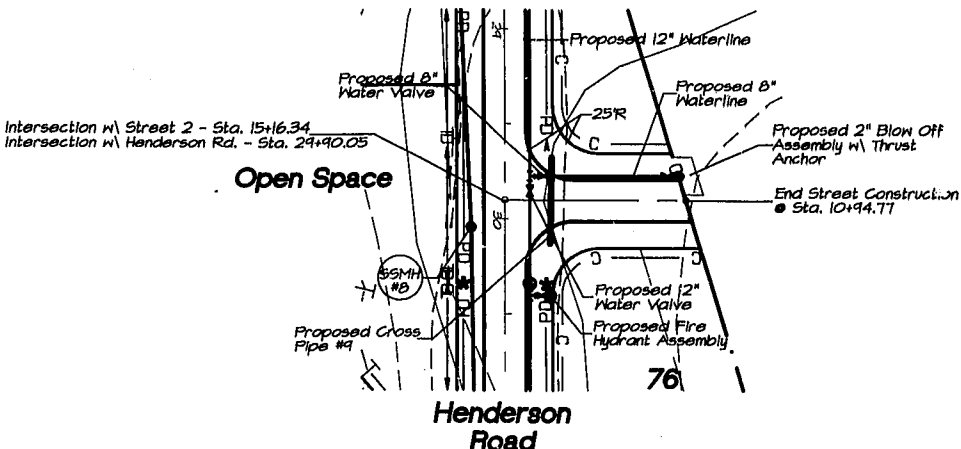 29
Proposed 12" Waterline
Proposed 8"
Water Valve
Proposed 8"
Waterline
25'R
C
Intersection w\ Street 2 - Sta. 15+16.34
Intersection w\ Henderson Rd. - Sta. 29+90.05
Proposed 2" Blow Off
Assembly w\ Thrust
Anchor
Open Space
End Street Construction
@ Sta. 10+94.77
30
SSMH
#8
C
C
Proposed 12"
Water Valve
Proposed Cross
Pipe #9
Proposed Fire
Hydrant Assembly
PD
76
Henderson
Road